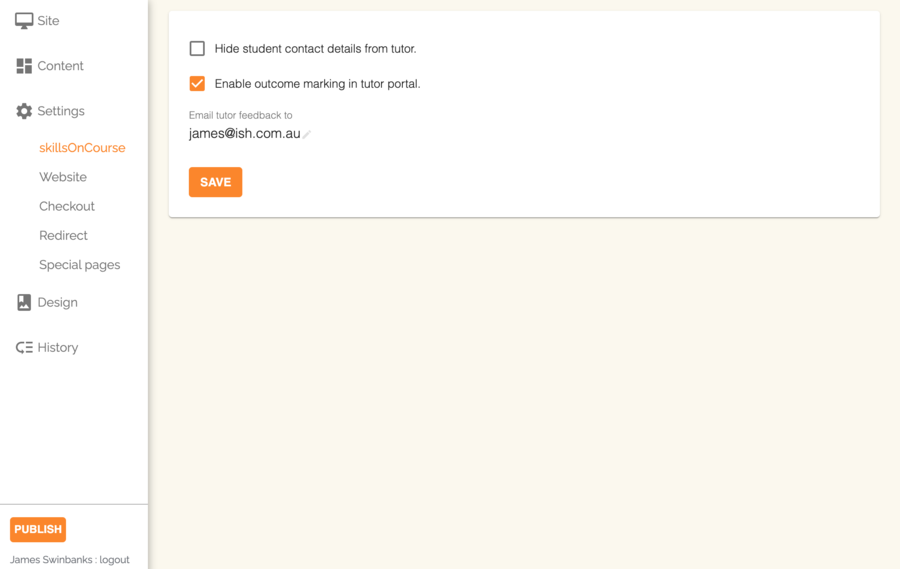 Site
Content
Settings
skillsOnCourse
Website
Checkout
Redirect
Special pages
Design
History
PUBLISH
James Swinbanks : logout
Hide student contact details from tutor.
Enable outcome marking in tutor portal.
Email tutor feedback to
james@ish.com.au
SAVE